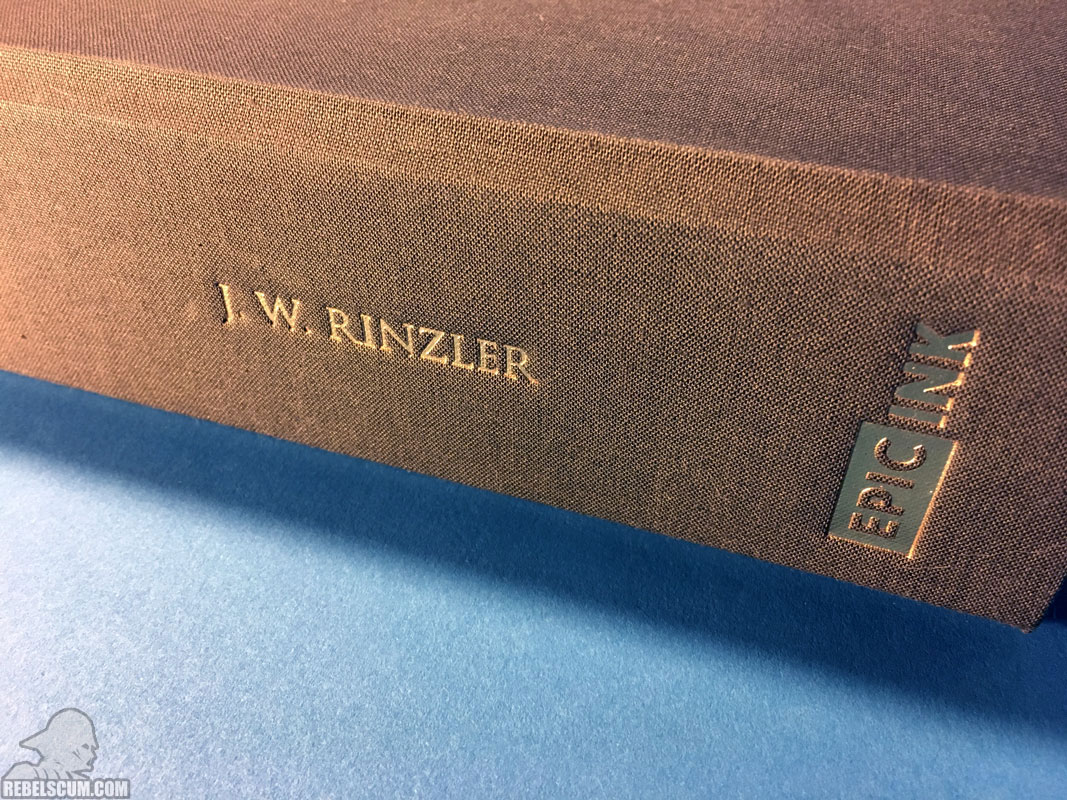 J. W. RINZLER
EPIC INK
REBELSCUM.COM